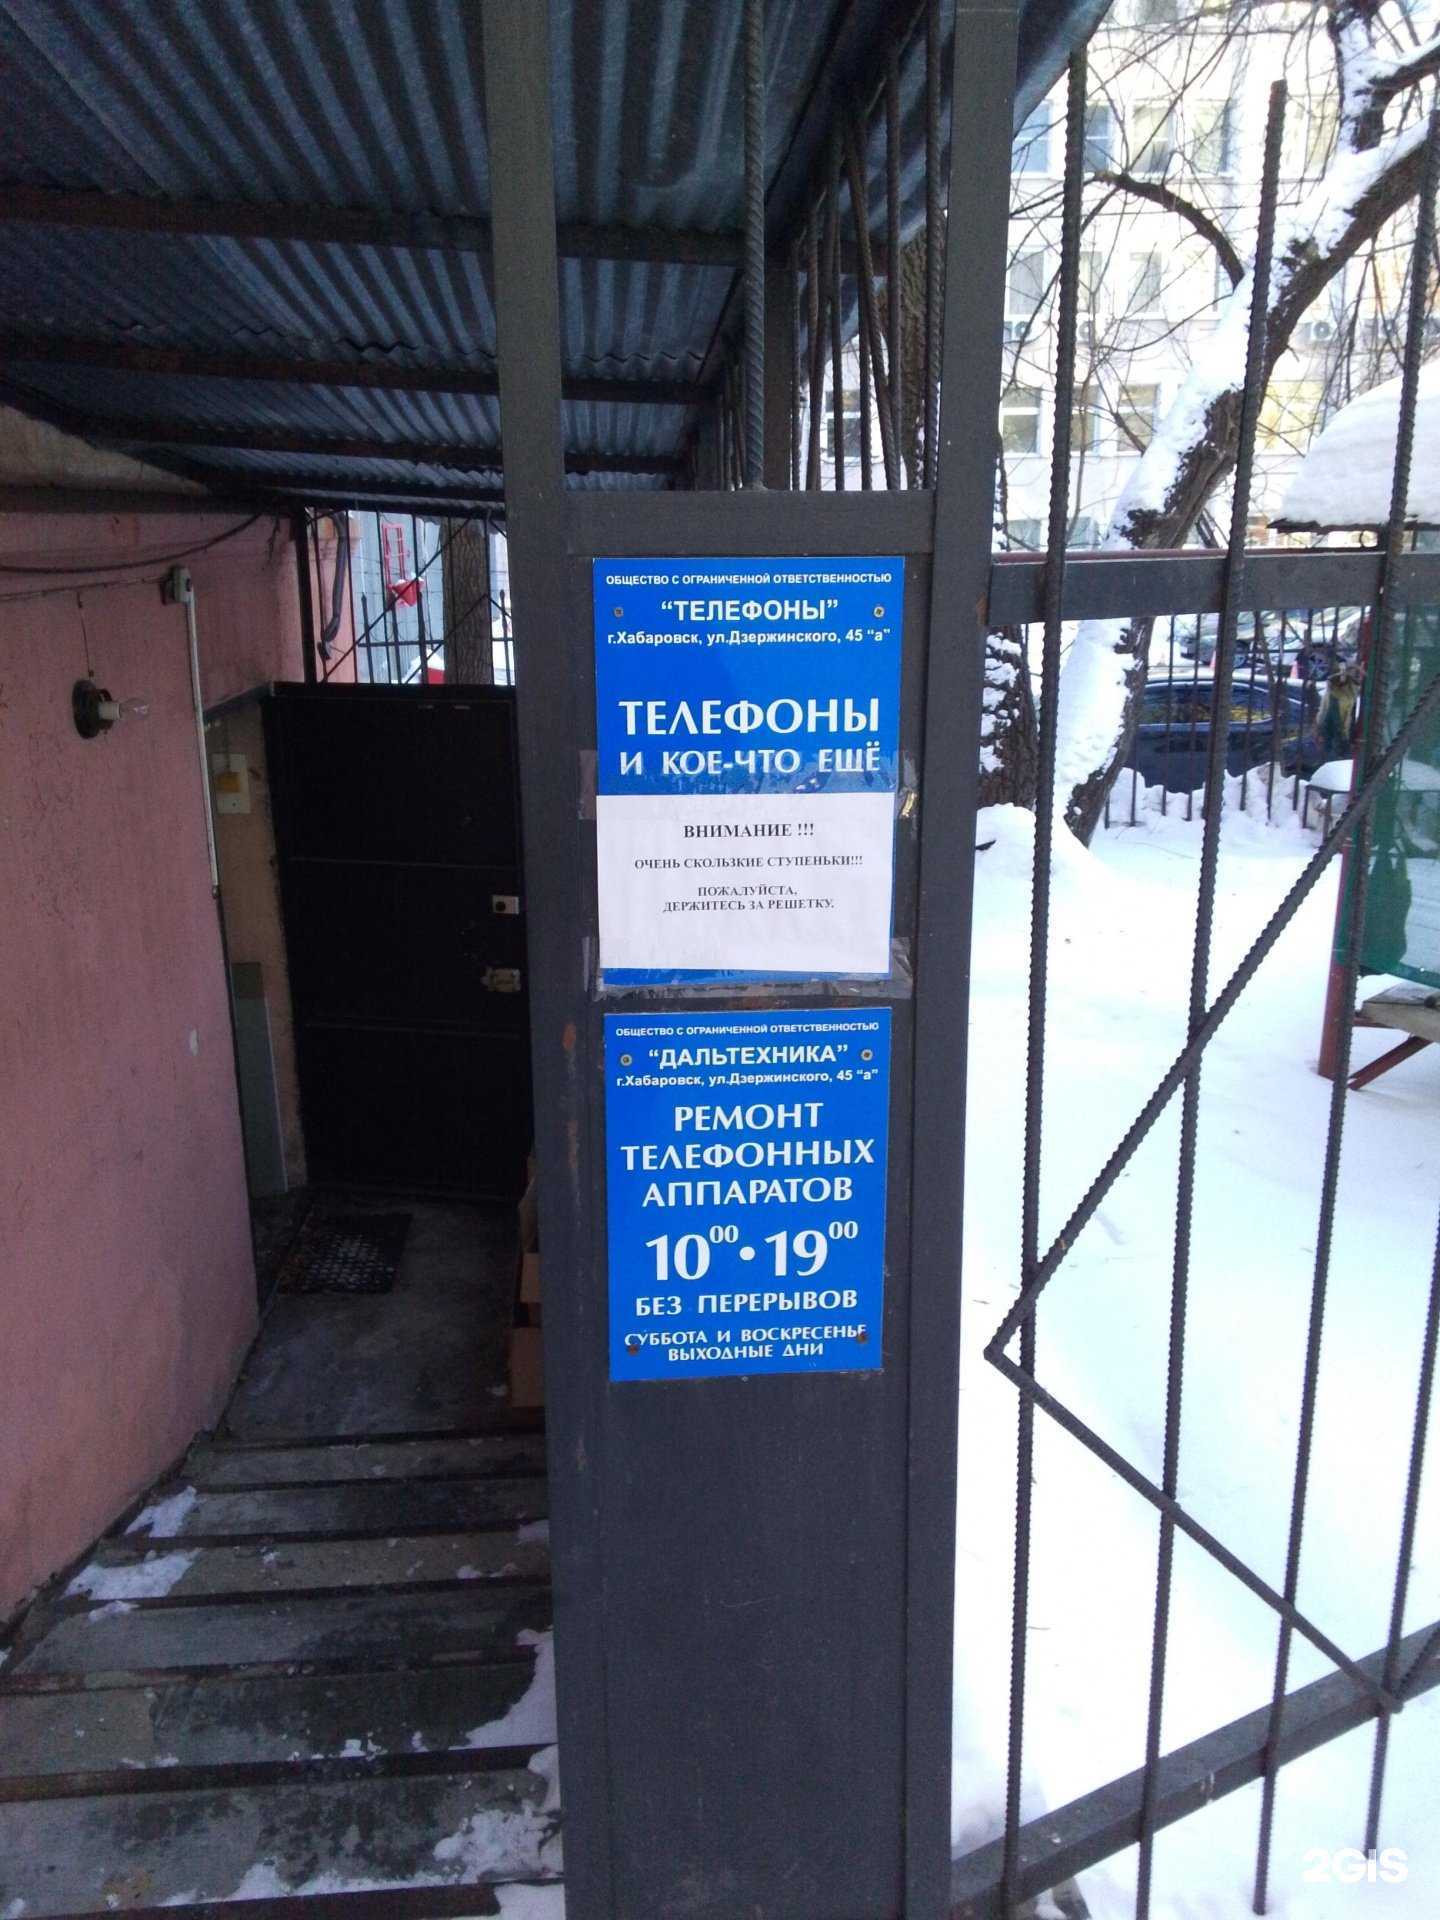 ОБЩЕСТВО С ОГРАНИЧЕННОЙ ОТВЕТСТВЕННОСТЬЮ
“ТЕЛЕФОНЫ”
г.Хабаровск, ул.Дзержинского, 45 “а”
ТЕЛЕФОНЫ
И КОЕ-ЧТО ЕЩЁ
ВНИМАНИЕ !!!
ОЧЕНЬ СКОЛЬЗКИЕ СТУПЕНЬКИ!!!
ПОЖАЛУЙСТА,
ДЕРЖИТЕСЬ ЗА РЕШЕТКУ.
ОБЩЕСТВО С ОГРАНИЧЕННОЙ ОТВЕТСТВЕННОСТЬЮ
“ДАЛЬТЕХНИКА”
г.Хабаровск, ул.Дзержинского, 45 “а”
РЕМОНТ
ТЕЛЕФОННЫХ
АППАРАТОВ
10⁰⁰·19⁰⁰
БЕЗ ПЕРЕРЫВОВ
СУББОТА И ВОСКРЕСЕНЬЕ
ВЫХОДНЫЕ ДНИ
2GIS